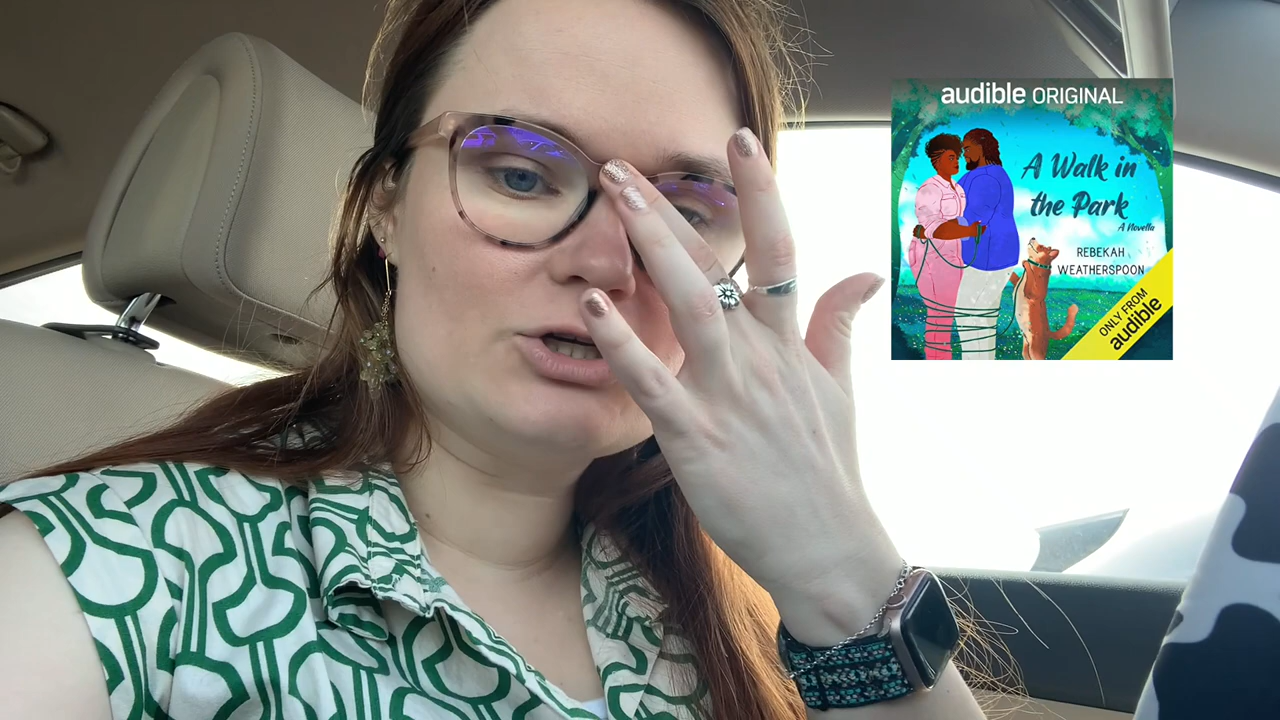 audible ORIGINAL
A Walk in
the Park
A Novella
REBEKAH
WEATHERSPOON
ONLY FROM
audible